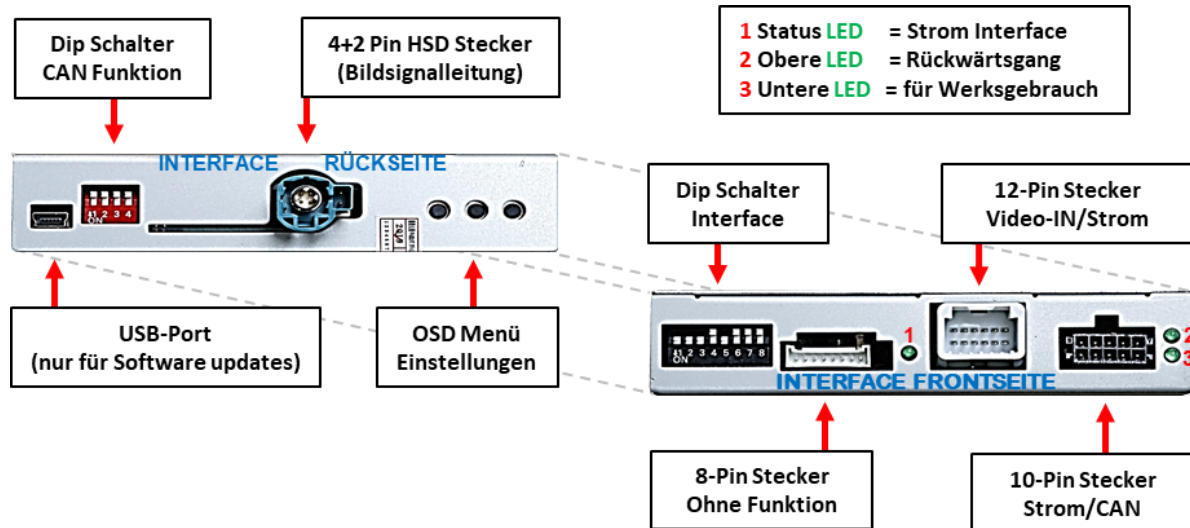 Dip Schalter
CAN Funktion
4+2 Pin HSD Stecker
(Bildsignalleitung)
1 Status LED = Strom Interface
2 Obere LED = Rückwärtsgang
3 Untere LED = für Werksgebrauch
INTERFACE RÜCKSEITE
1 2 3 4
ON
USB-Port
(nur für Software updates)
OSD Menü
Einstellungen
Dip Schalter
Interface
12-Pin Stecker
Video-IN/Strom
1 2 3 4 5 6 7 8
ON
1
2
3
INTERFACE FRONTSEITE
8-Pin Stecker
Ohne Funktion
10-Pin Stecker
Strom/CAN